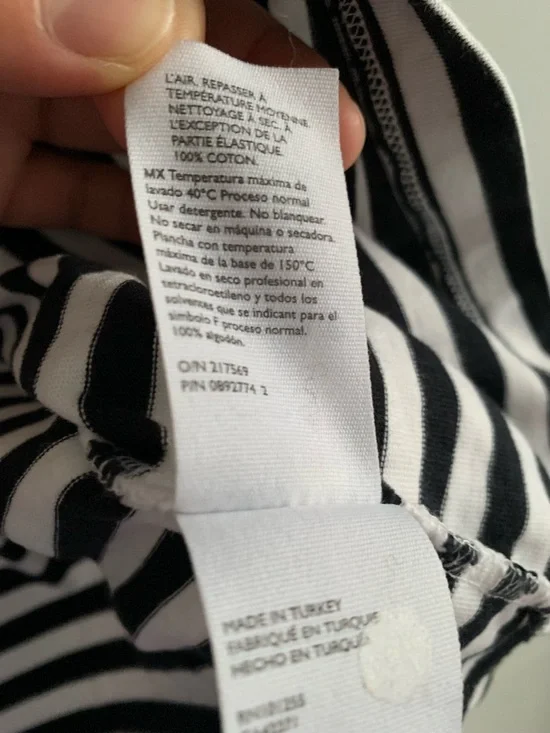 L'AIR. REPASSER À
TEMPÉRATURE MOYENNE.
NETTOYAGE À SEC, À
L'EXCEPTION DE LA
PARTIE ÉLASTIQUE.
100% COTON.
MX Temperatura máxima de
lavado 40°C Proceso normal
Usar detergente. No blanquear
No secar en máquina o secadora.
Plancha con temperatura
máxima de la base de 150°C
Lavado en seco profesional en
tetracloroetileno y todos los
solventes que se indicant para el
simbolo F proceso normal.
100% algodón.
O/N 217569
P/N 0892774 2
MADE IN TURKEY
FABRIQUÉ EN TURQUIE
HECHO EN TURQUÍA
RN101255